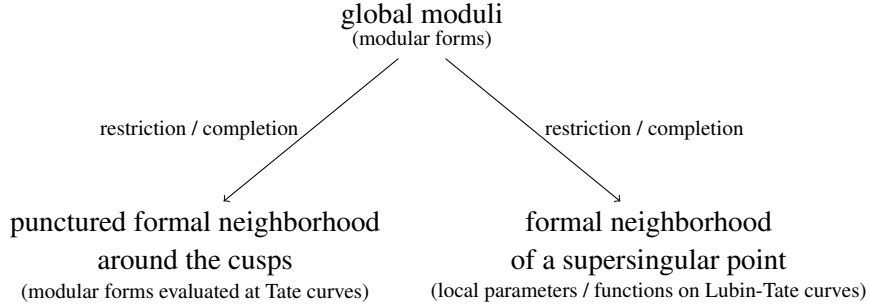 global moduli
(modular forms)
restriction / completion
restriction / completion
punctured formal neighborhood
around the cusps
(modular forms evaluated at Tate curves)
formal neighborhood
of a supersingular point
(local parameters / functions on Lubin-Tate curves)